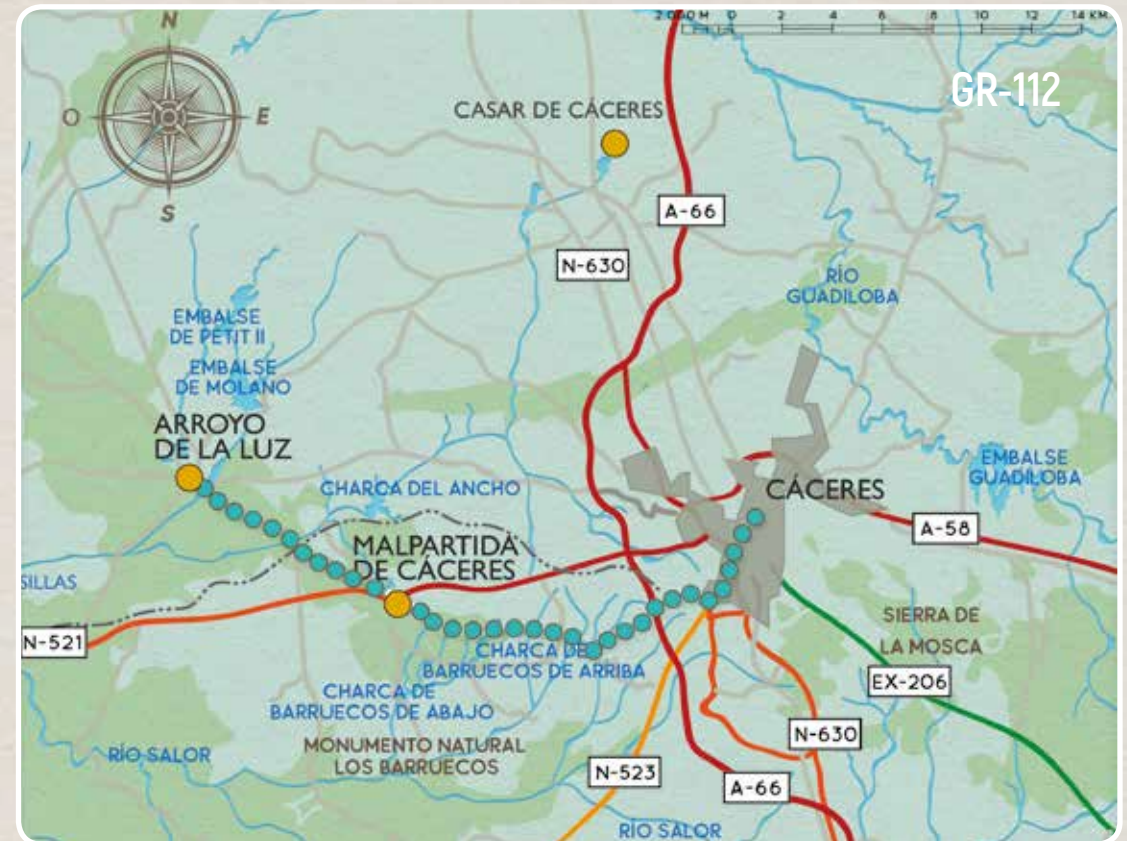 N
2.000 M 0 2 4 6 8 10 12 14 KM
GR-112
CASAR DE CÁCERES
O
E
S
A-66
N-630
RÍO
GUADILOBA
EMBALSE
DE PETIT II
EMBALSE
DE MOLANO
ARROYO
DE LA LUZ
CHARCA DEL ANCHO
CÁCERES
EMBALSE
GUADILOBA
A-58
MALPARTIDA
DE CÁCERES
SILLAS
N-521
SIERRA DE
LA MOSCA
CHARCA DE
BARRUECOS DE ARRIBA
EX-206
CHARCA DE
BARRUECOS DE ABAJO
N-630
MONUMENTO NATURAL
LOS BARRUECOS
RÍO SALOR
N-523
A-66
RÍO SALOR